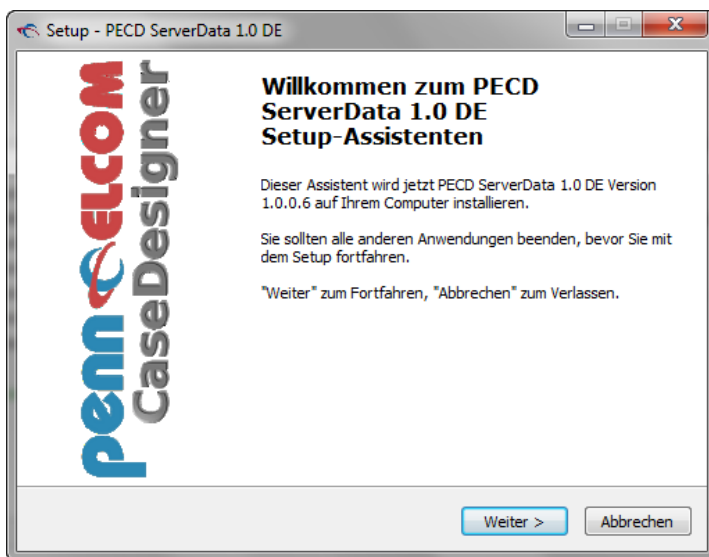 Setup - PECD ServerData 1.0 DE
penn ELCOM
CaseDesigner
Willkommen zum PECD
ServerData 1.0 DE
Setup-Assistenten
Dieser Assistent wird jetzt PECD ServerData 1.0 DE Version
1.0.0.6 auf Ihrem Computer installieren.
Sie sollten alle anderen Anwendungen beenden, bevor Sie mit
dem Setup fortfahren.
"Weiter" zum Fortfahren, "Abbrechen" zum Verlassen.
Weiter >
Abbrechen